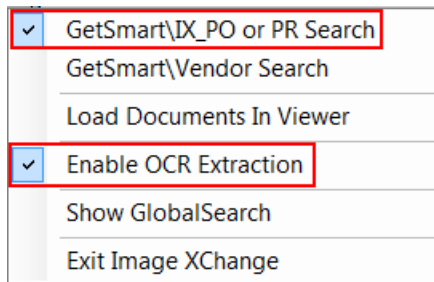 GetSmart\IX_PO or PR Search
GetSmart\Vendor Search
Load Documents In Viewer
Enable OCR Extraction
Show GlobalSearch
Exit Image XChange